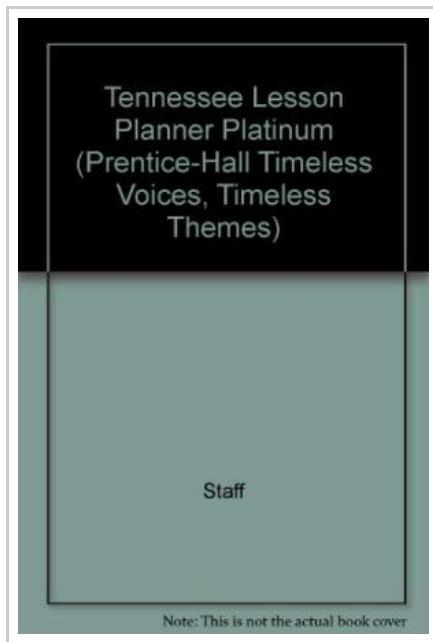 Tennessee Lesson
Planner Platinum
(Prentice-Hall Timeless
Voices, Timeless
Themes)
Staff
Note: This is not the actual book cover